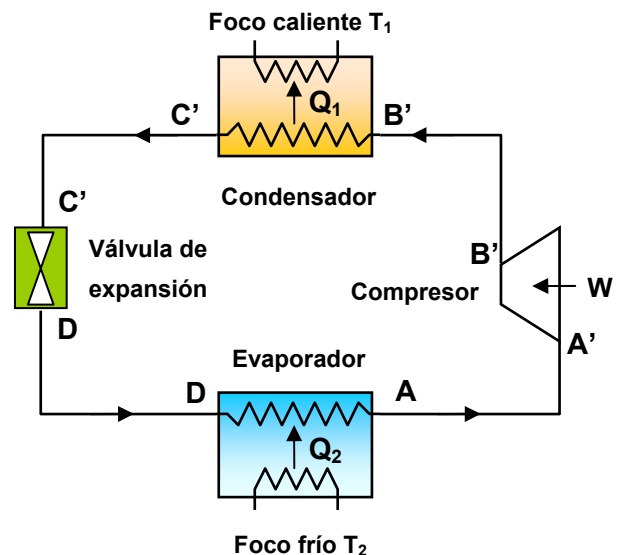 Foco caliente T₁
C’
Q₁
B’
Condensador
C’
Válvula de
expansión
D
B’
Compresor
W
A’
Evaporador
D
A
Q₂
Foco frío T₂